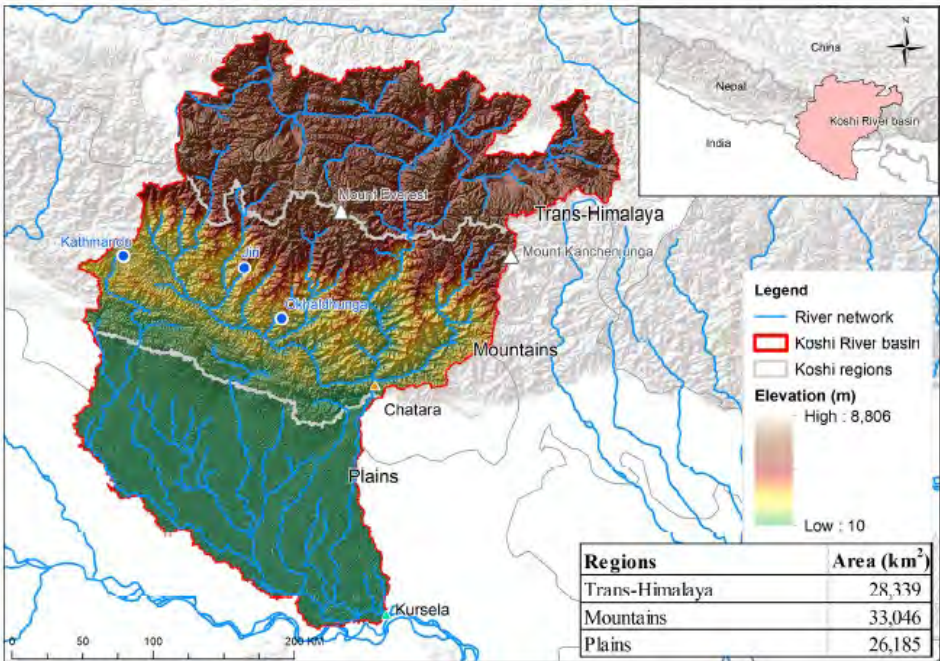 N
China
Nepal
Koshi River basin
India
Mount Everest
Trans-Himalaya
Kathmandu
Jiri
Mount Kanchenjunga
Okhaldhunga
Legend
River network
Koshi River basin
Koshi regions
Elevation (m)
High : 8,806
Low : 10
Mountains
Chatara
Plains
Kursela
0 50 100 200 KM
Regions Area (km²)
Trans-Himalaya 28,339
Mountains 33,046
Plains 26,185